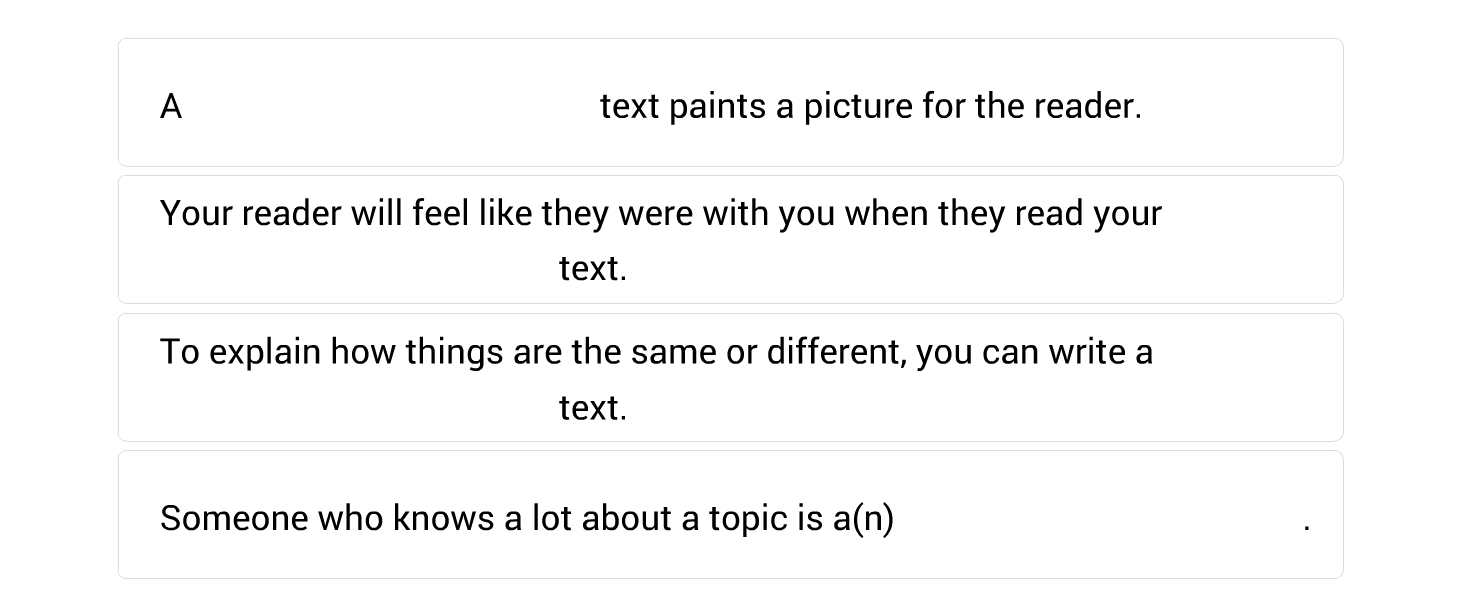 A text paints a picture for the reader.
Your reader will feel like they were with you when they read your
text.
To explain how things are the same or different, you can write a
text.
Someone who knows a lot about a topic is a(n) .